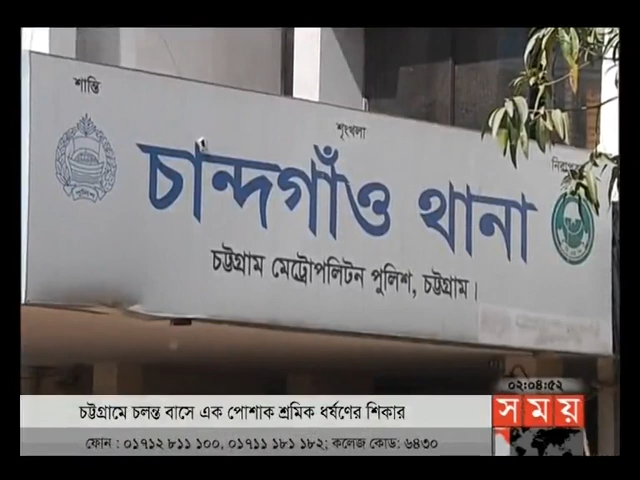 শান্তি
শৃংখলা
চান্দগাঁও থানা
চট্টগ্রাম মেট্রোপলিটন পুলিশ, চট্টগ্রাম।
০২:০৪:৫২
চট্টগ্রামে চলন্ত বাসে এক পোশাক শ্রমিক ধর্ষণের শিকার
সময়
ফোন : ০১৭১২ ৮১১ ১০০, ০১৭১১ ১৮১ ১৮২; কলেজ কোড: ৬৪৩০